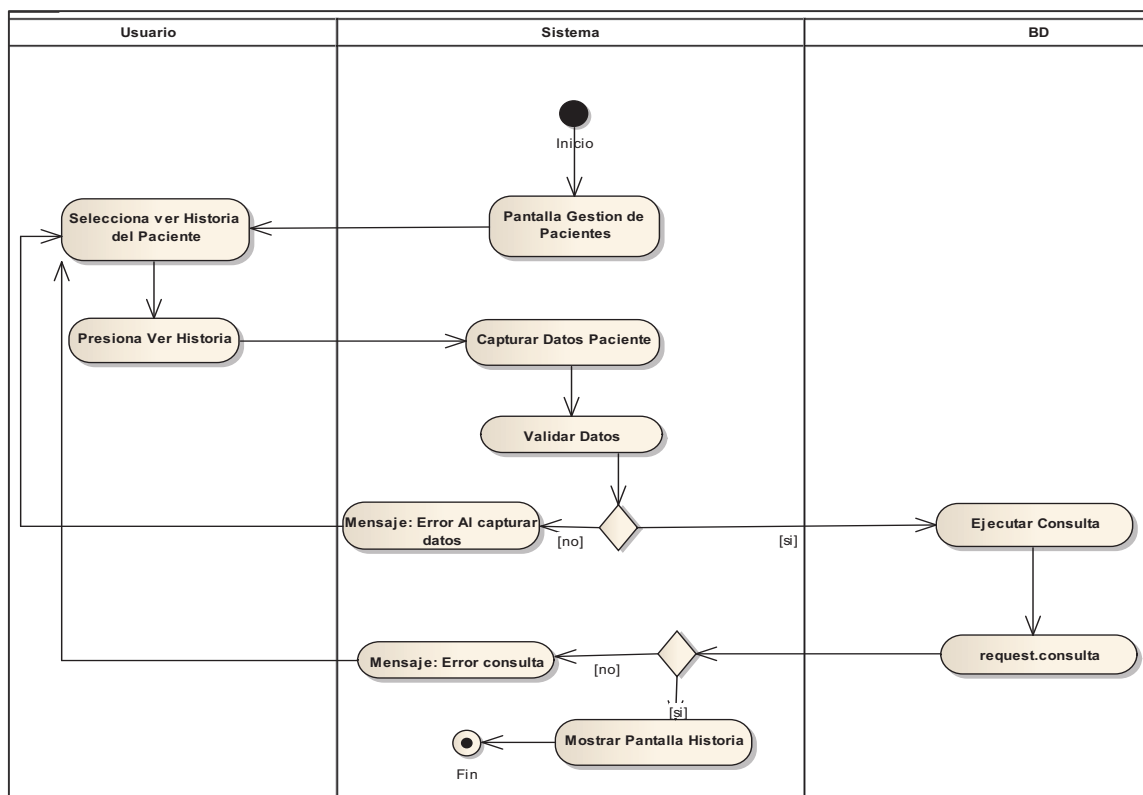 Usuario
Sistema
BD
Inicio
Selecciona ver Historia
del Paciente
Pantalla Gestion de
Pacientes
Presiona Ver Historia
Capturar Datos Paciente
Validar Datos
Mensaje: Error Al capturar
datos
[no]
[si]
Ejecutar Consulta
Mensaje: Error consulta
[no]
request.consulta
[si]
Mostrar Pantalla Historia
Fin